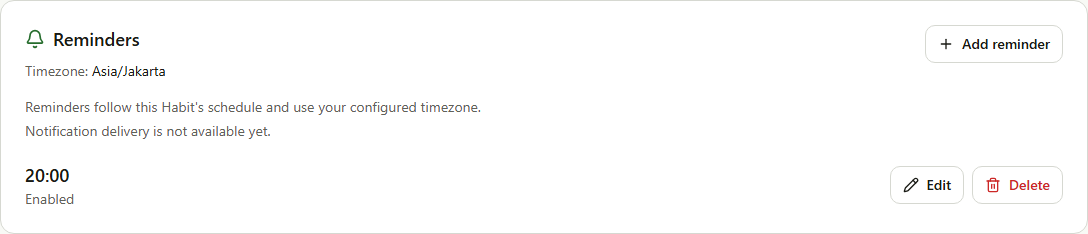 Reminders
Add reminder
Timezone: Asia/Jakarta
Reminders follow this Habit's schedule and use your configured timezone.
Notification delivery is not available yet.
20:00
Enabled
Edit
Delete